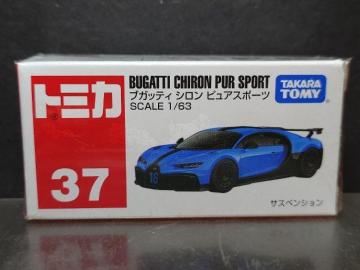 トミカ
BUGATTI CHIRON PUR SPORT
ブガッティ シロン ピュアスポーツ
SCALE 1/63
TAKARA
TOMY
37
16
サスペンション